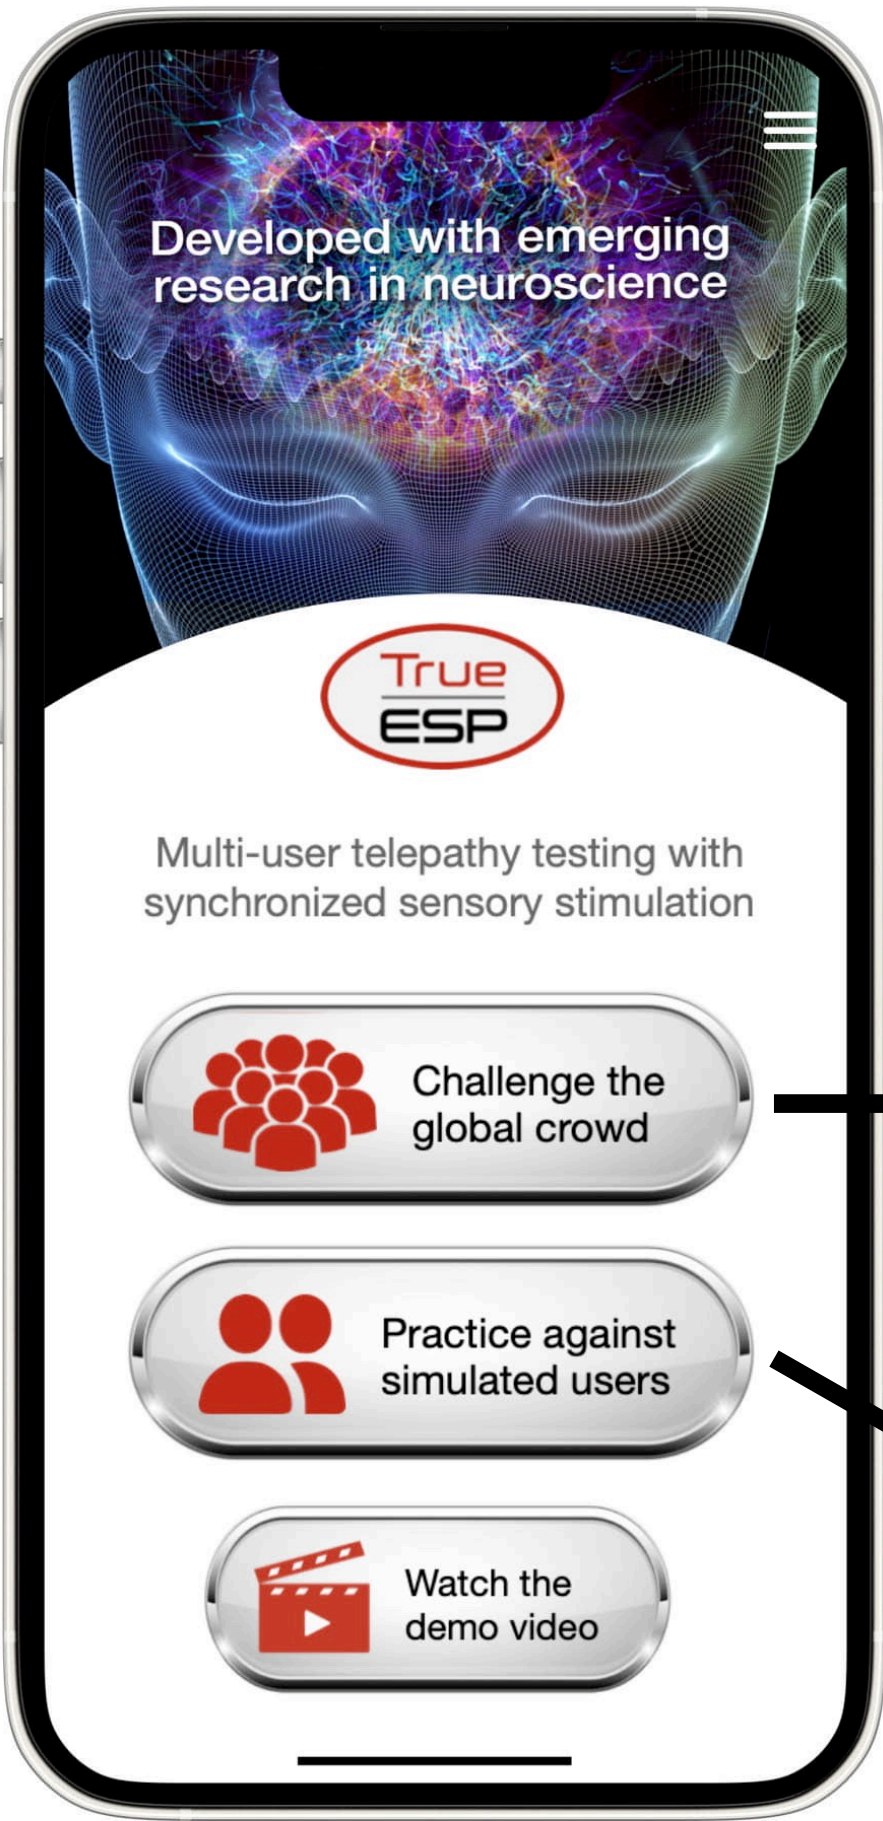 Developed with emerging
research in neuroscience
True
ESP
Multi-user telepathy testing with
synchronized sensory stimulation
Challenge the
global crowd
Practice against
simulated users
Watch the
demo video